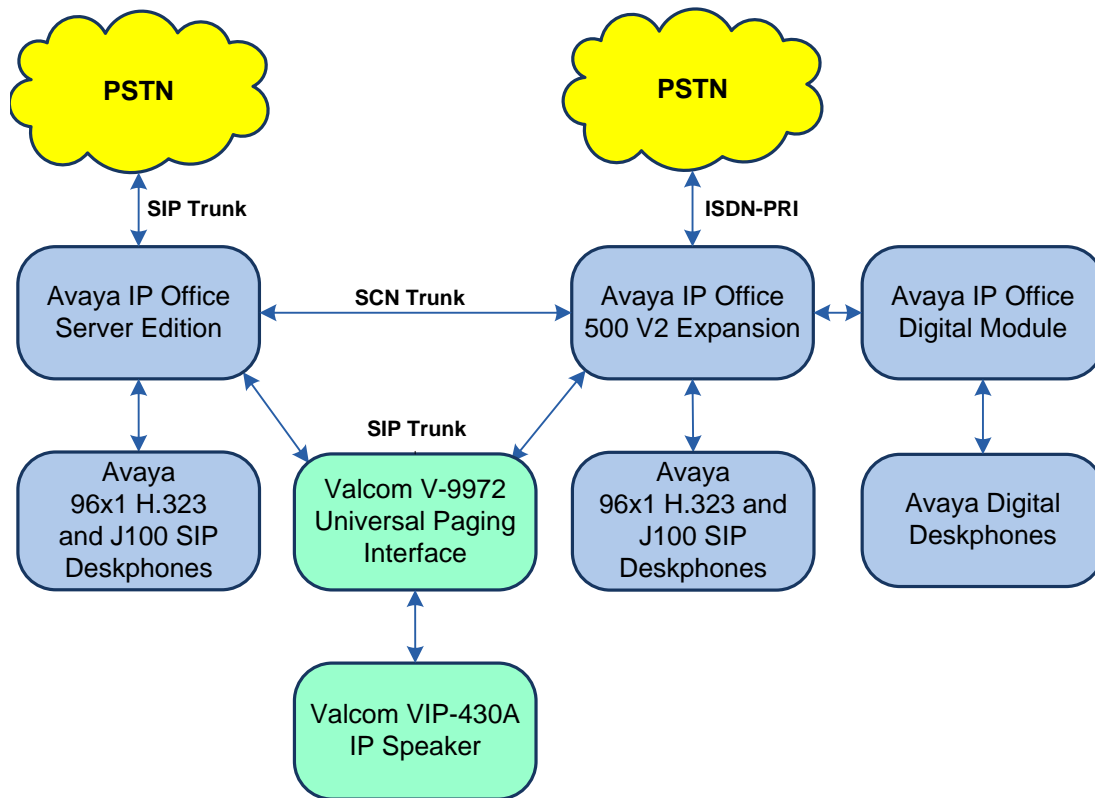 PSTN
PSTN
SIP Trunk
ISDN-PRI
Avaya IP Office
Server Edition
SCN Trunk
Avaya IP Office
500 V2 Expansion
Avaya IP Office
Digital Module
SIP Trunk
Avaya
96x1 H.323
and J100 SIP
Deskphones
Valcom V-9972
Universal Paging
Interface
Avaya
96x1 H.323 and
J100 SIP
Deskphones
Avaya Digital
Deskphones
Valcom VIP-430A
IP Speaker